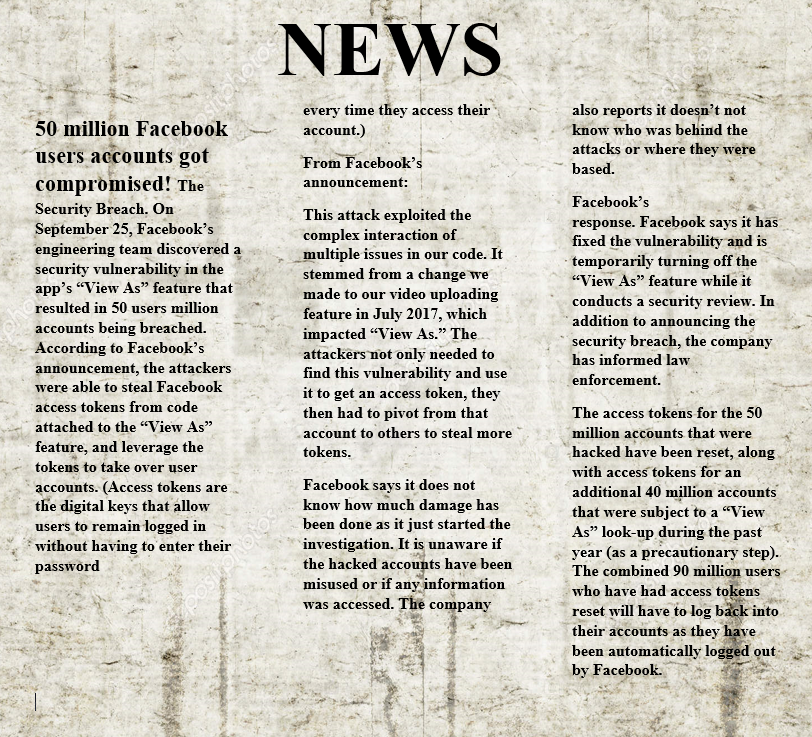 NEWS
50 million Facebook
users accounts got
compromised! The
Security Breach. On
September 25, Facebook’s
engineering team discovered a
security vulnerability in the
app’s “View As” feature that
resulted in 50 users million
accounts being breached.
According to Facebook’s
announcement, the attackers
were able to steal Facebook
access tokens from code
attached to the “View As”
feature, and leverage the
tokens to take over user
accounts. (Access tokens are
the digital keys that allow
users to remain logged in
without having to enter their
password
every time they access their
account.)
From Facebook’s
announcement:
This attack exploited the
complex interaction of
multiple issues in our code. It
stemmed from a change we
made to our video uploading
feature in July 2017, which
impacted “View As.” The
attackers not only needed to
find this vulnerability and use
it to get an access token, they
then had to pivot from that
account to others to steal more
tokens.
Facebook says it does not
know how much damage has
been done as it just started the
investigation. It is unaware if
the hacked accounts have been
misused or if any information
was accessed. The company
also reports it doesn’t not
know who was behind the
attacks or where they were
based.
Facebook’s
response. Facebook says it has
fixed the vulnerability and is
temporarily turning off the
“View As” feature while it
conducts a security review. In
addition to announcing the
security breach, the company
has informed law
enforcement.
The access tokens for the 50
million accounts that were
hacked have been reset, along
with access tokens for an
additional 40 million accounts
that were subject to a “View
As” look-up during the past
year (as a precautionary step).
The combined 90 million users
who have had access tokens
reset will have to log back into
their accounts as they have
been automatically logged out
by Facebook.